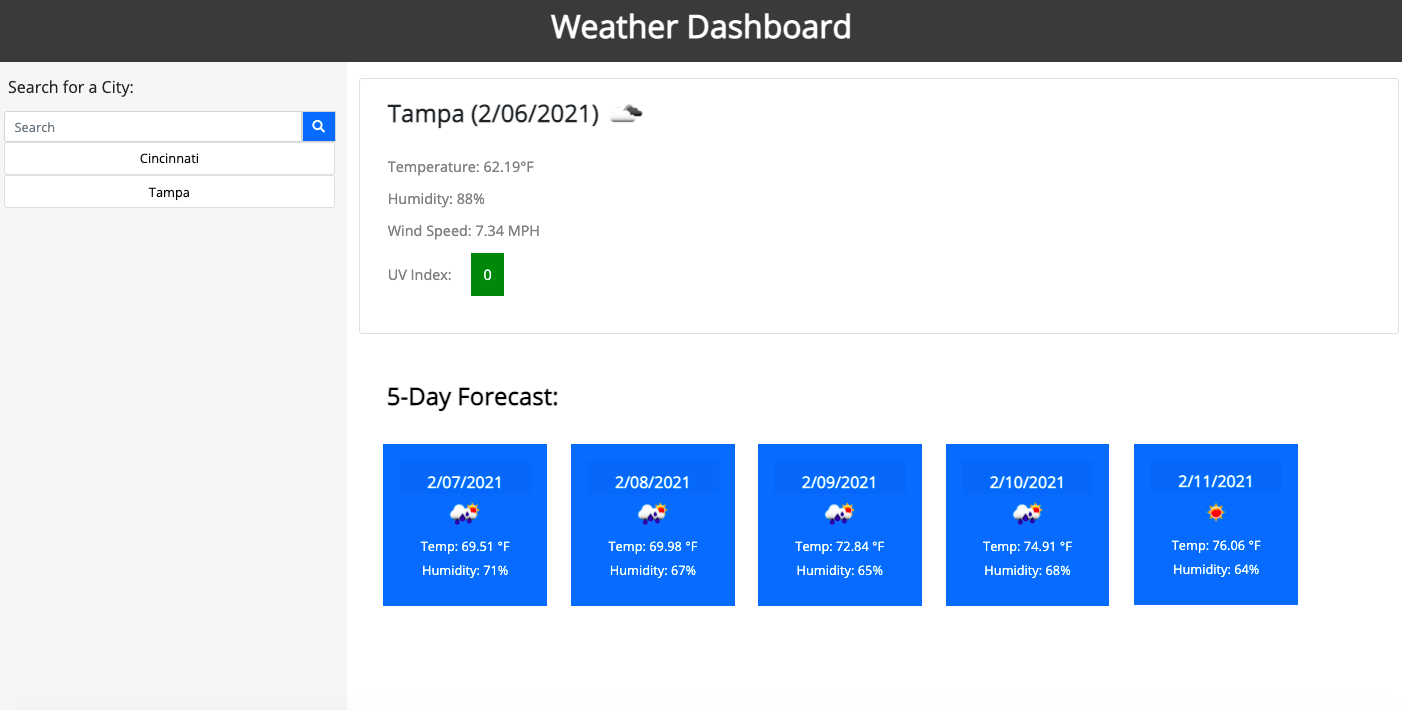 Weather Dashboard
Search for a City:
Search
Cincinnati
Tampa
Tampa (2/06/2021)
Temperature: 62.19°F
Humidity: 88%
Wind Speed: 7.34 MPH
UV Index: 0
5-Day Forecast:
2/07/2021
Temp: 69.51 °F
Humidity: 71%
2/08/2021
Temp: 69.98 °F
Humidity: 67%
2/09/2021
Temp: 72.84 °F
Humidity: 65%
2/10/2021
Temp: 74.91 °F
Humidity: 68%
2/11/2021
Temp: 76.06 °F
Humidity: 64%